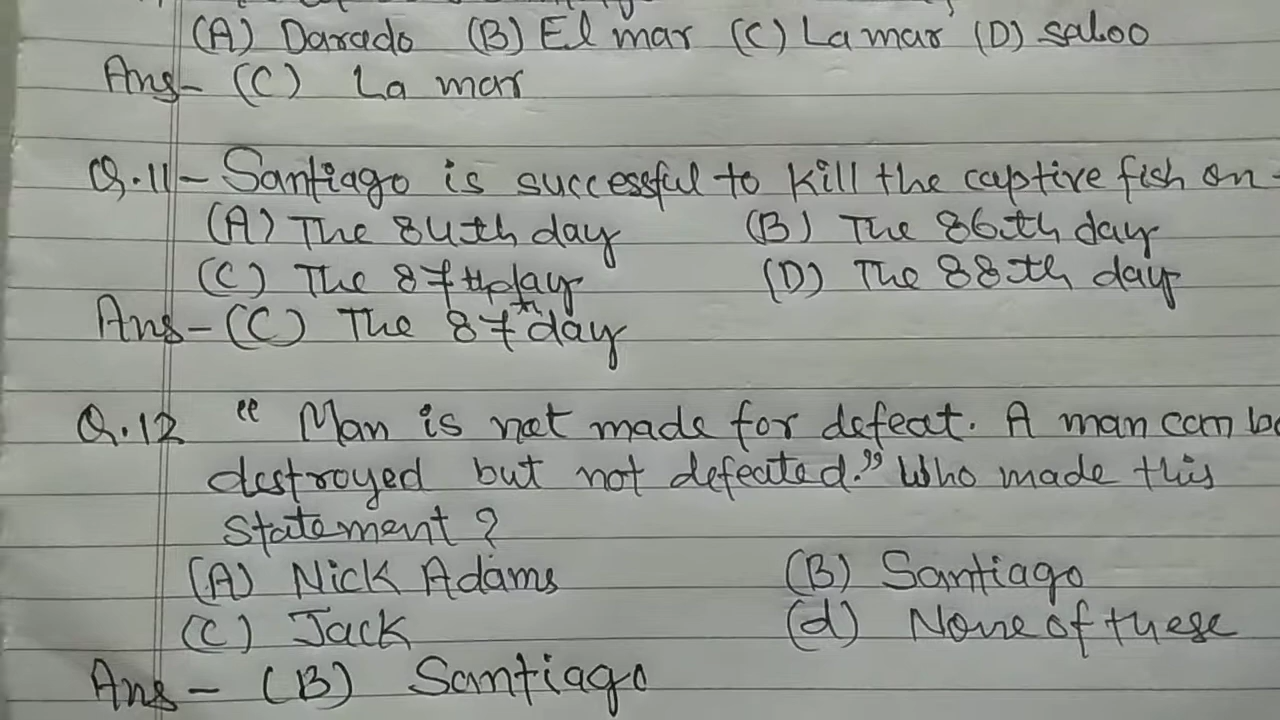 (A) Darado (B) El mar (C) La mar (D) saloo
Ans- (C) La mar
Q.11- Santiago is successful to kill the captive fish on-
(A) The 84th day (B) The 86th day
(C) The 87th day (D) The 88th day
Ans- (C) The 87th day
Q.12 "Man is not made for defeat. A man can be
destroyed but not defeated." Who made this
statement?
(A) Nick Adams (B) Santiago
(C) Jack (d) None of these
Ans- (B) Santiago